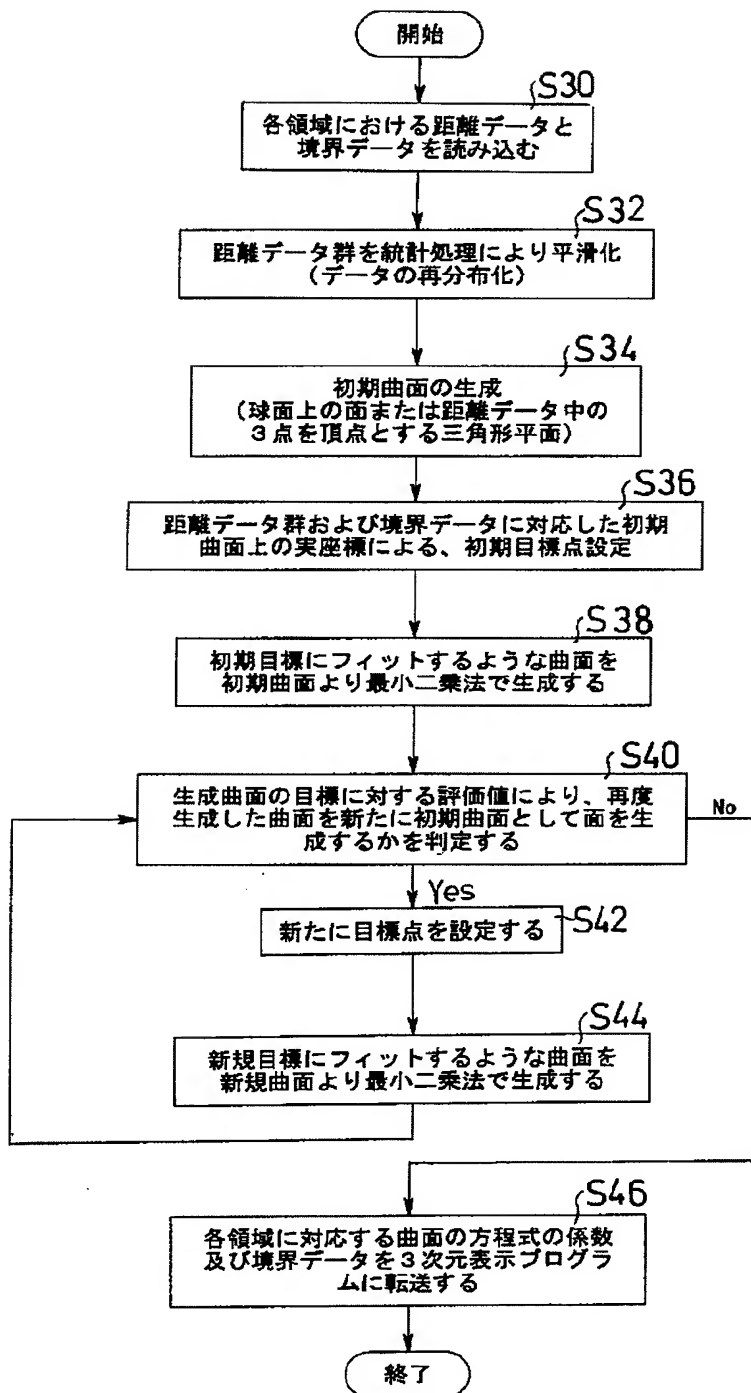 開始
S30
各領域における距離データと
境界データを読み込む
S32
距離データ群を統計処理により平滑化
(データの再分布化)
S34
初期曲面の生成
(球面上の面または距離データ中の
3点を頂点とする三角形平面)
S36
距離データ群および境界データに対応した初期
曲面上の実座標による、初期目標点設定
S38
初期目標にフィットするような曲面を
初期曲面より最小二乗法で生成する
S40
生成曲面の目標に対する評価値により、再度
生成した曲面を新たに初期曲面として面を生
成するかを判定する
No
Yes
S42
新たに目標点を設定する
S44
新規目標にフィットするような曲面を
新規曲面より最小二乗法で生成する
S46
各領域に対応する曲面の方程式の係数
及び境界データを3次元表示プログラ
ムに転送する
終了